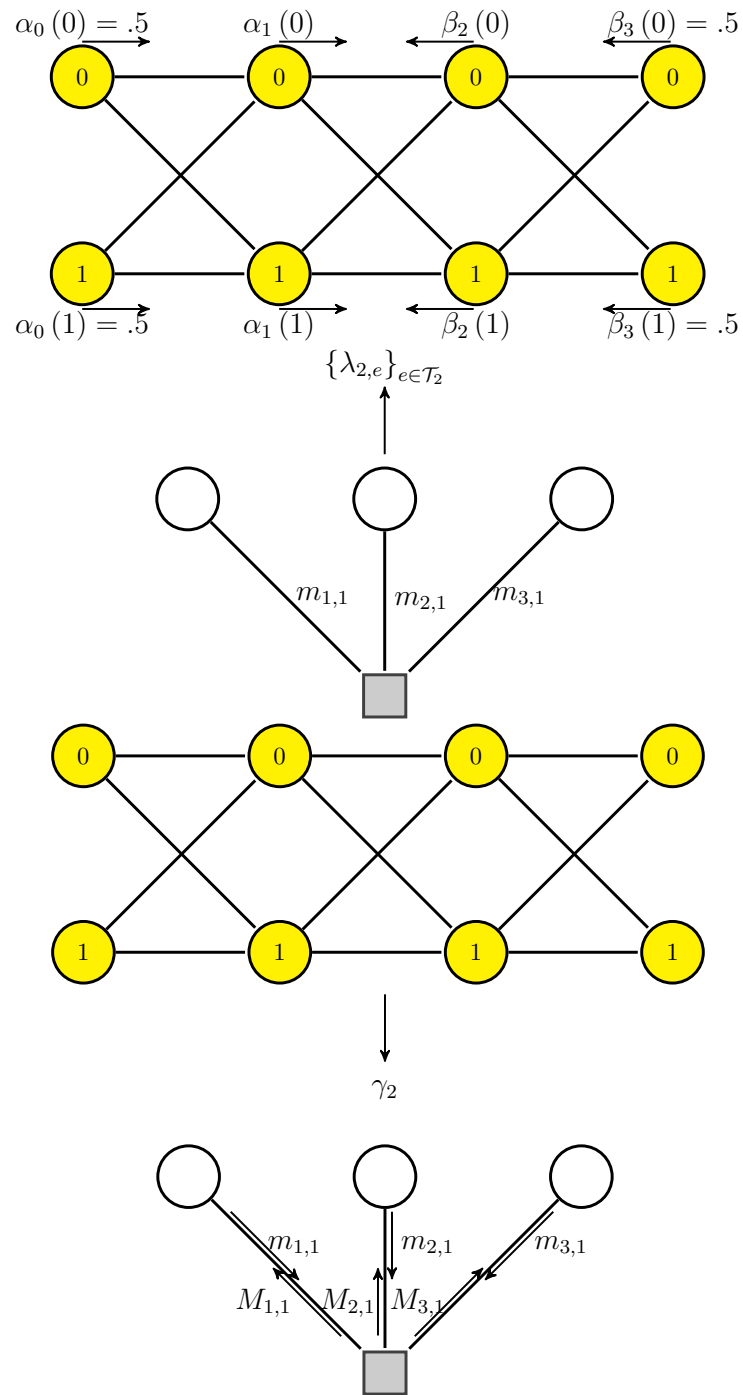 α₀(0) = .5 α₁(0) β₂(0) β₃(0) = .5
0 0 0 0
1 1 1 1
α₀(1) = .5 α₁(1) β₂(1) β₃(1) = .5
{λ₂,ₑ}ₑ∈𝒯₂
m₁,₁ m₂,₁ m₃,₁
0 0 0 0
1 1 1 1
γ₂
m₁,₁ m₂,₁ m₃,₁
M₁,₁ M₂,₁ M₃,₁